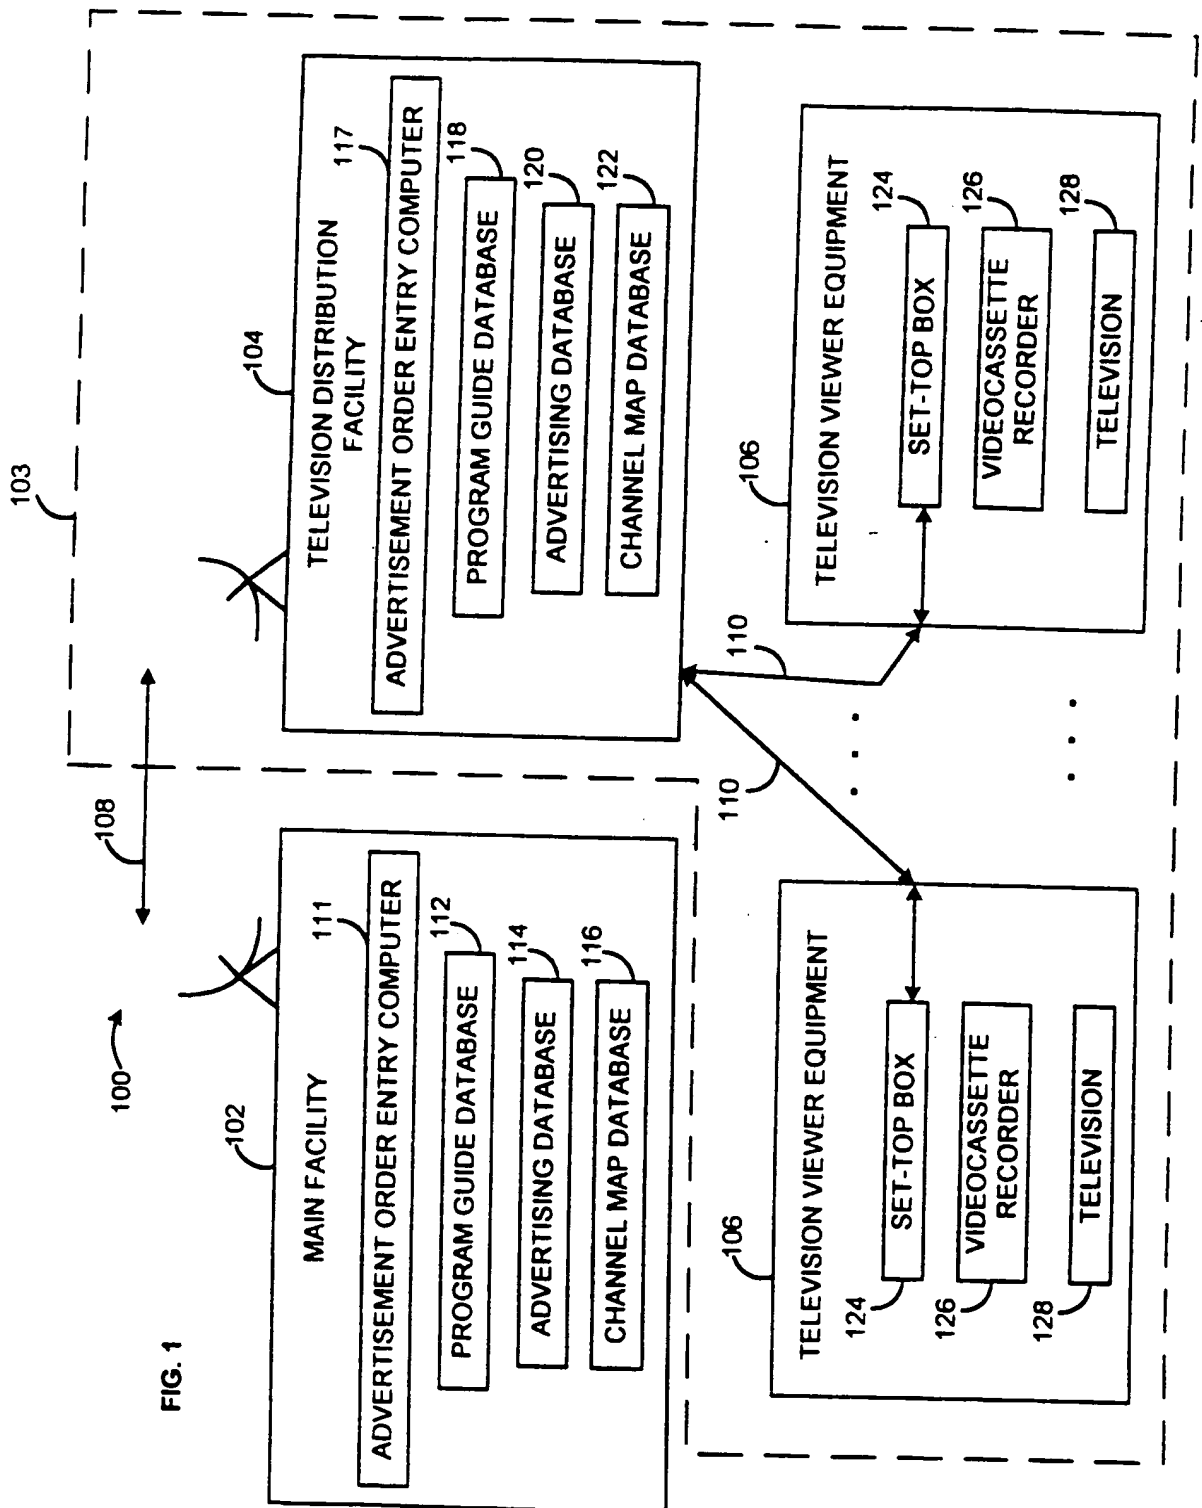 FIG. 1
100
108
103
102
MAIN FACILITY
111
ADVERTISEMENT ORDER ENTRY COMPUTER
112
PROGRAM GUIDE DATABASE
114
ADVERTISING DATABASE
116
CHANNEL MAP DATABASE
104
TELEVISION DISTRIBUTION
FACILITY
117
ADVERTISEMENT ORDER ENTRY COMPUTER
118
PROGRAM GUIDE DATABASE
120
ADVERTISING DATABASE
122
CHANNEL MAP DATABASE
110
110
106
TELEVISION VIEWER EQUIPMENT
124
SET-TOP BOX
126
VIDEOCASSETTE
RECORDER
128
TELEVISION
. . .
. . .
106
TELEVISION VIEWER EQUIPMENT
124
SET-TOP BOX
126
VIDEOCASSETTE
RECORDER
128
TELEVISION